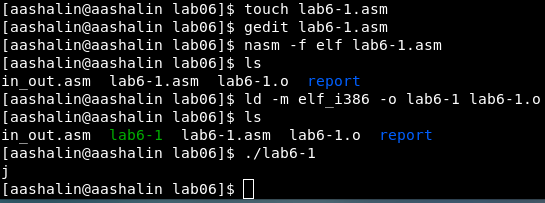 [aashalin@aashalin lab06]$ touch lab6-1.asm
[aashalin@aashalin lab06]$ gedit lab6-1.asm
[aashalin@aashalin lab06]$ nasm -f elf lab6-1.asm
[aashalin@aashalin lab06]$ ls
in_out.asm  lab6-1.asm  lab6-1.o  report
[aashalin@aashalin lab06]$ ld -m elf_i386 -o lab6-1 lab6-1.o
[aashalin@aashalin lab06]$ ls
in_out.asm  lab6-1  lab6-1.asm  lab6-1.o  report
[aashalin@aashalin lab06]$ ./lab6-1
j
[aashalin@aashalin lab06]$